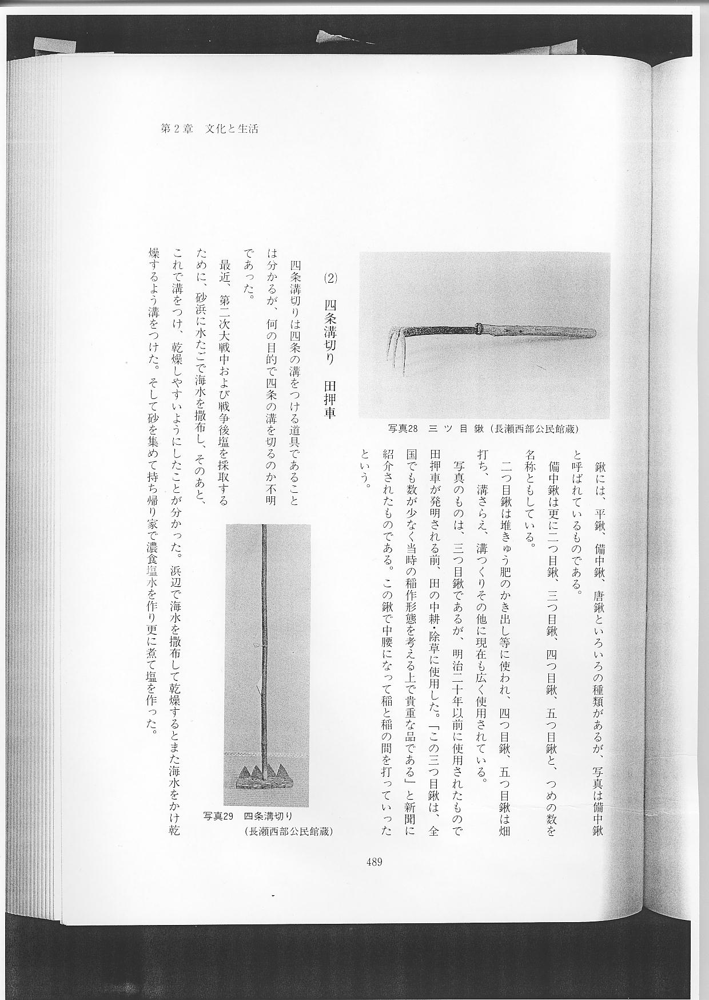 第2章　文化と生活
鍬には、平鍬、備中鍬、唐鍬といろいろの種類があるが、写真は備中鍬
と呼ばれているものである。
備中鍬は更に二つ目鍬、三つ目鍬、四つ目鍬、五つ目鍬と、つめの数を
名称ともしている。
二つ目鍬は堆きゅう肥のかき出し等に使われ、四つ目鍬、五つ目鍬は畑
打ち、溝さらえ、溝つくりその他に現在も広く使用されている。
写真のものは、三つ目鍬であるが、明治二十年以前に使用されたもので
田押車が発明される前、田の中耕・除草に使用した。「この三つ目鍬は、全
国でも数が少なく当時の稲作形態を考える上で貴重な品である」と新聞に
紹介されたものである。この鍬で中腰になって稲と稲の間を打っていった
という。
写真28　三ツ目鍬（長瀬西部公民館蔵）
(2)　四条溝切り　田押車
四条溝切りは四条の溝をつける道具であること
は分かるが、何の目的で四条の溝を切るのか不明
であった。
最近、第二次大戦中および戦争後塩を採取する
ために、砂浜に水たごで海水を撒布し、そのあと、
これで溝をつけ、乾燥しやすいようにしたことが分かった。浜辺で海水を撒布して乾燥するとまた海水をかけ乾
燥するよう溝をつけた。そして砂を集めて持ち帰り家で濃食塩水を作り更に煮て塩を作った。
写真29　四条溝切り
（長瀬西部公民館蔵）
489